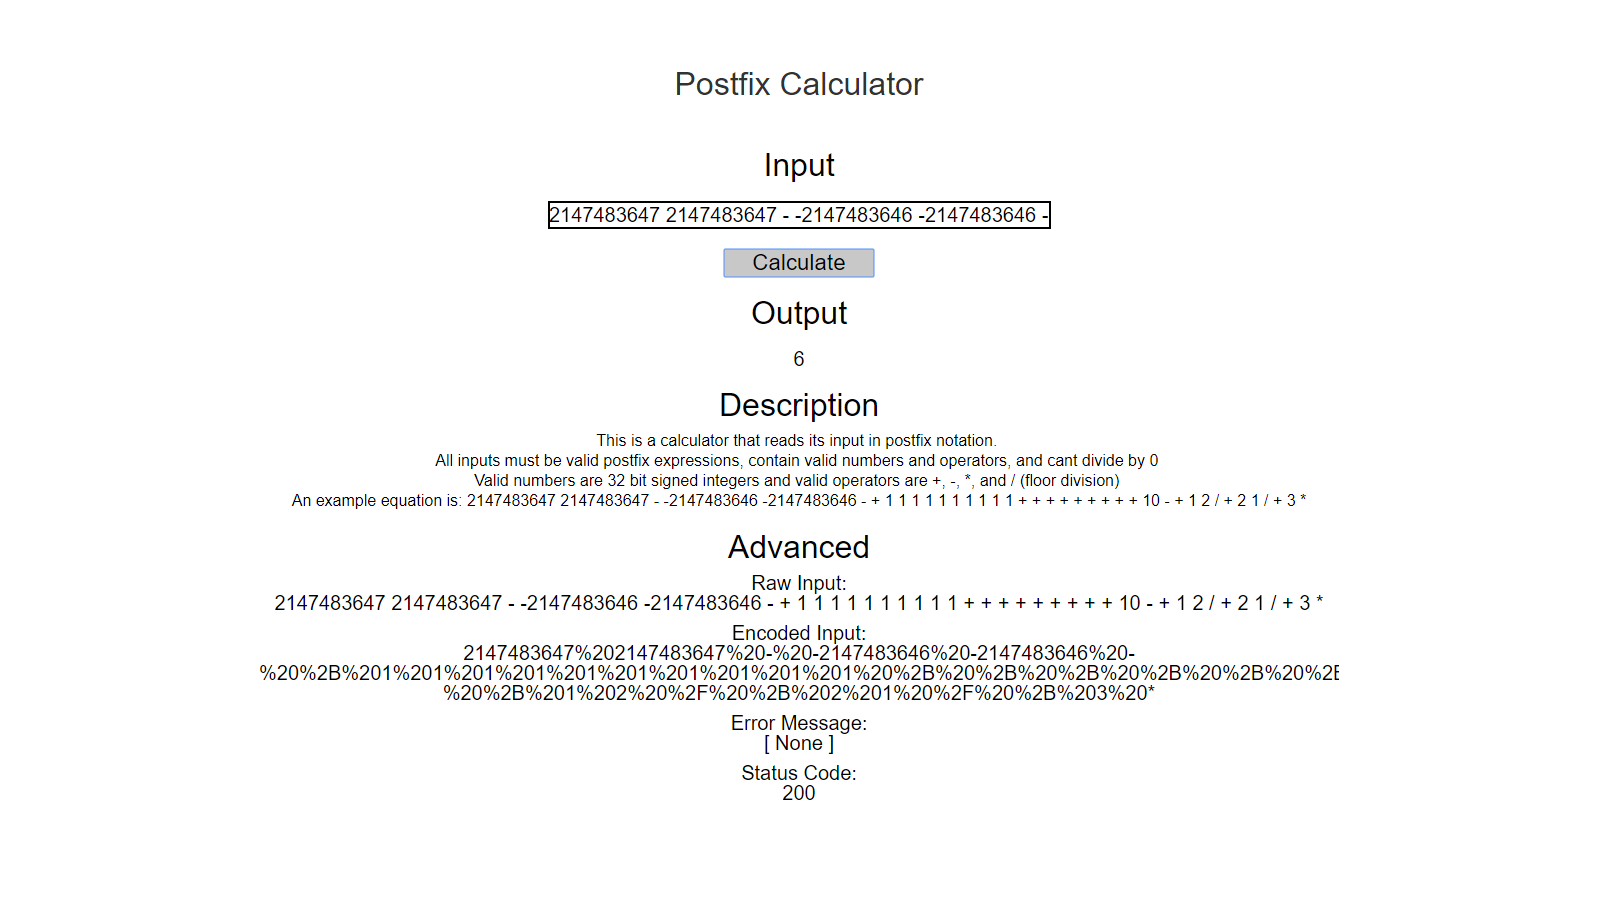 Postfix Calculator
Input
2147483647 2147483647 - -2147483646 -2147483646 -
Calculate
Output
6
Description
This is a calculator that reads its input in postfix notation.
All inputs must be valid postfix expressions, contain valid numbers and operators, and cant divide by 0
Valid numbers are 32 bit signed integers and valid operators are +, -, *, and / (floor division)
An example equation is: 2147483647 2147483647 - -2147483646 -2147483646 - + 1 1 1 1 1 1 1 1 1 1 + + + + + + + + + 10 - + 1 2 / + 2 1 / + 3 *
Advanced
Raw Input:
2147483647 2147483647 - -2147483646 -2147483646 - + 1 1 1 1 1 1 1 1 1 1 + + + + + + + + + 10 - + 1 2 / + 2 1 / + 3 *
Encoded Input:
2147483647%202147483647%20-%20-2147483646%20-2147483646%20-
%20%2B%201%201%201%201%201%201%201%201%201%201%20%2B%20%2B%20%2B%20%2B%20%2B%20%2B
%20%2B%201%202%20%2F%20%2B%202%201%20%2F%20%2B%203%20*
Error Message:
[ None ]
Status Code:
200